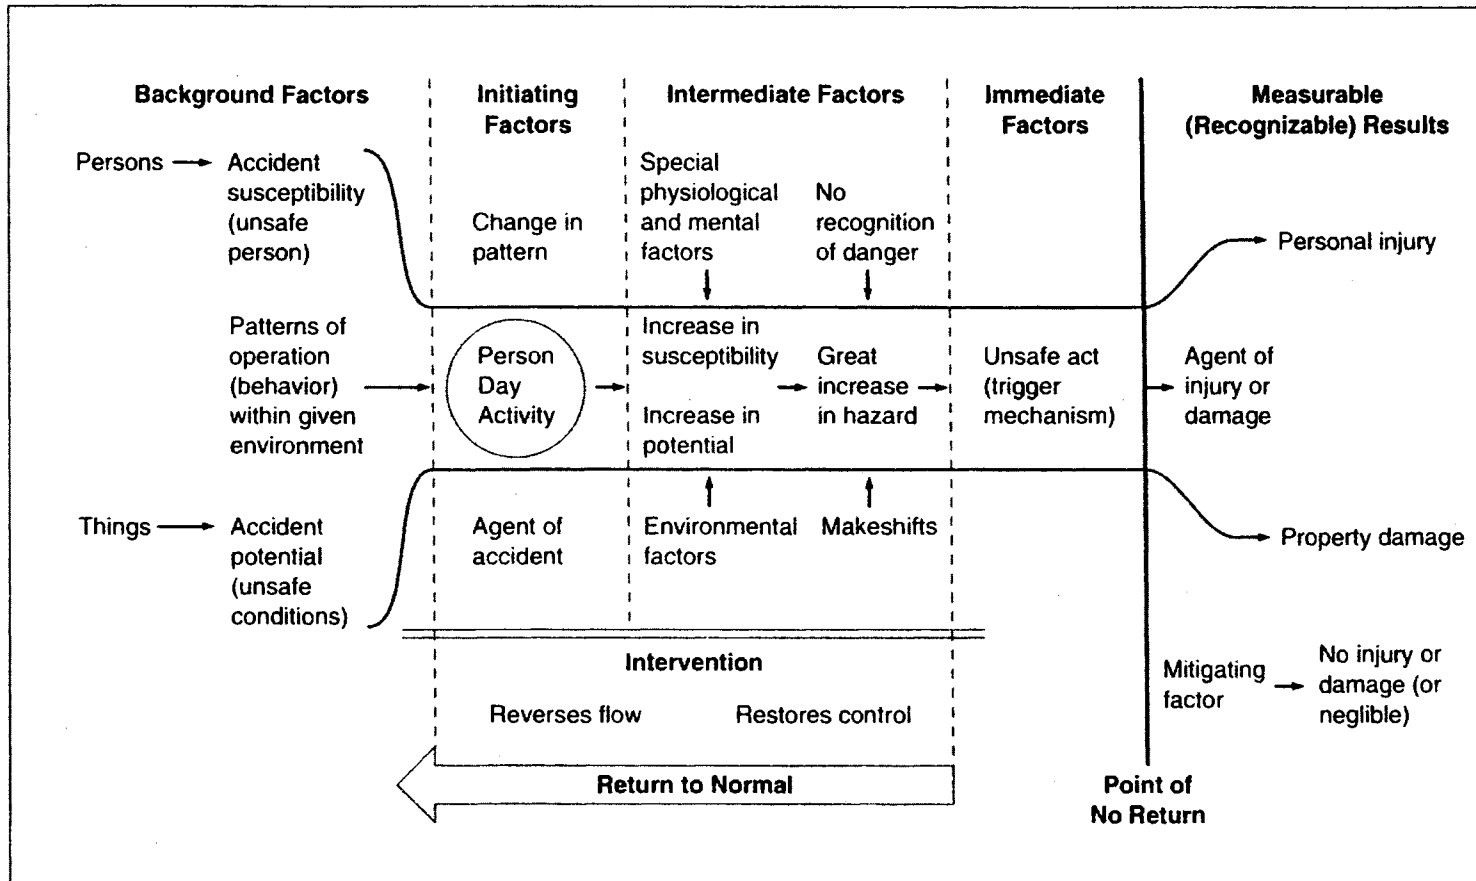 Background Factors
Initiating
Factors
Intermediate Factors
Immediate
Factors
Measurable
(Recognizable) Results
Persons
Accident
susceptibility
(unsafe
person)
Change in
pattern
Special
physiological
and mental
factors
No
recognition
of danger
Personal injury
Patterns of
operation
(behavior)
within given
environment
Person
Day
Activity
Increase in
susceptibility
Increase in
potential
Great
increase
in hazard
Unsafe act
(trigger
mechanism)
Agent of
injury or
damage
Things
Accident
potential
(unsafe
conditions)
Agent of
accident
Environmental
factors
Makeshifts
Property damage
Intervention
Reverses flow
Restores control
Mitigating
factor
No injury or
damage (or
neglible)
Return to Normal
Point of
No Return